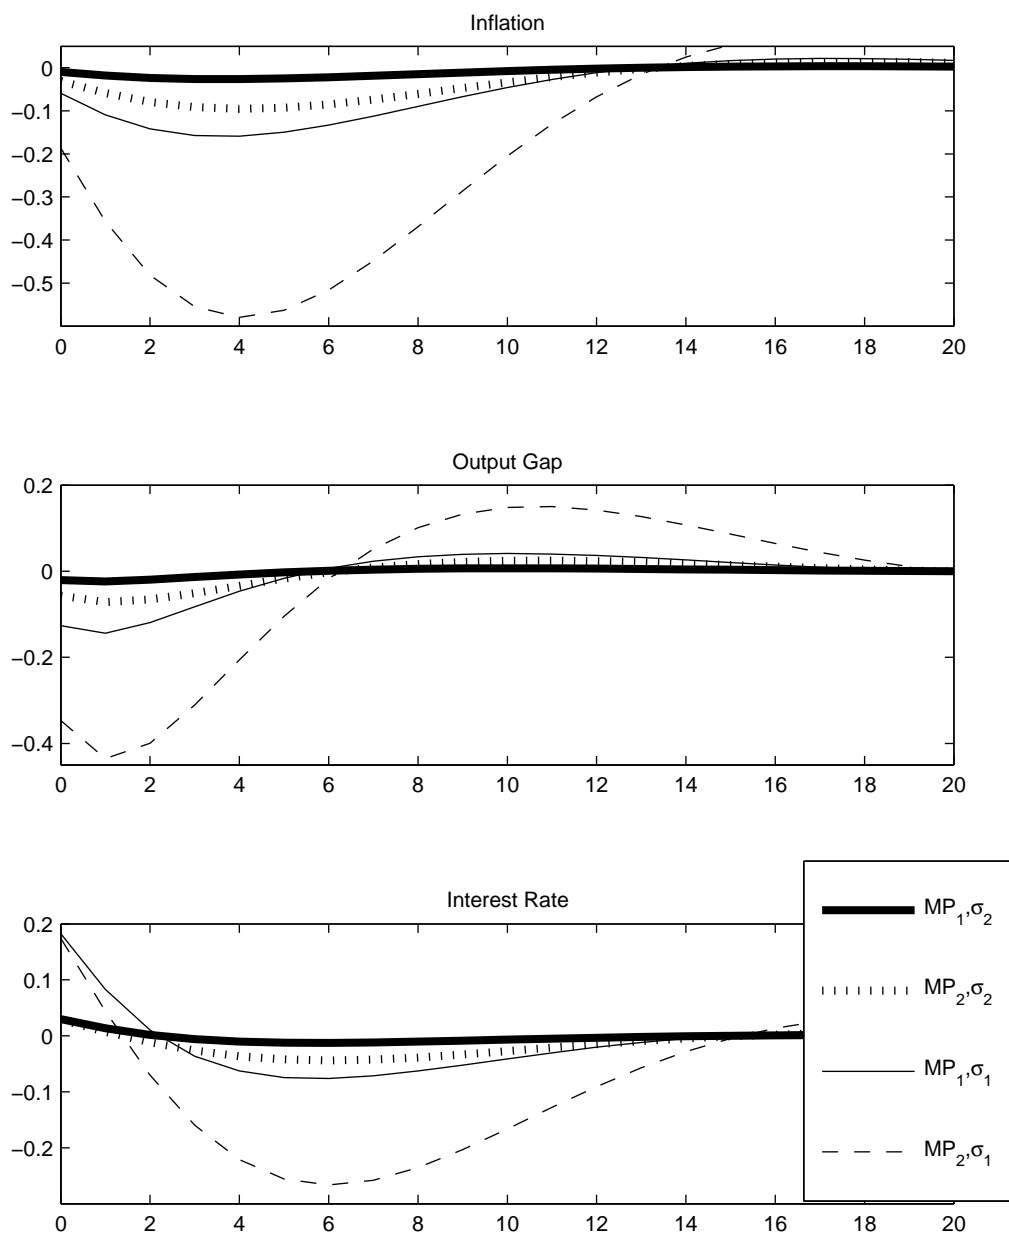 Inflation
0
−0.1
−0.2
−0.3
−0.4
−0.5
0 2 4 6 8 10 12 14 16 18 20
Output Gap
0.2
0
−0.2
−0.4
0 2 4 6 8 10 12 14 16 18 20
Interest Rate
0.2
0.1
0
−0.1
−0.2
0 2 4 6 8 10 12 14 16 18 20
MP₁,σ₂
MP₂,σ₂
MP₁,σ₁
MP₂,σ₁